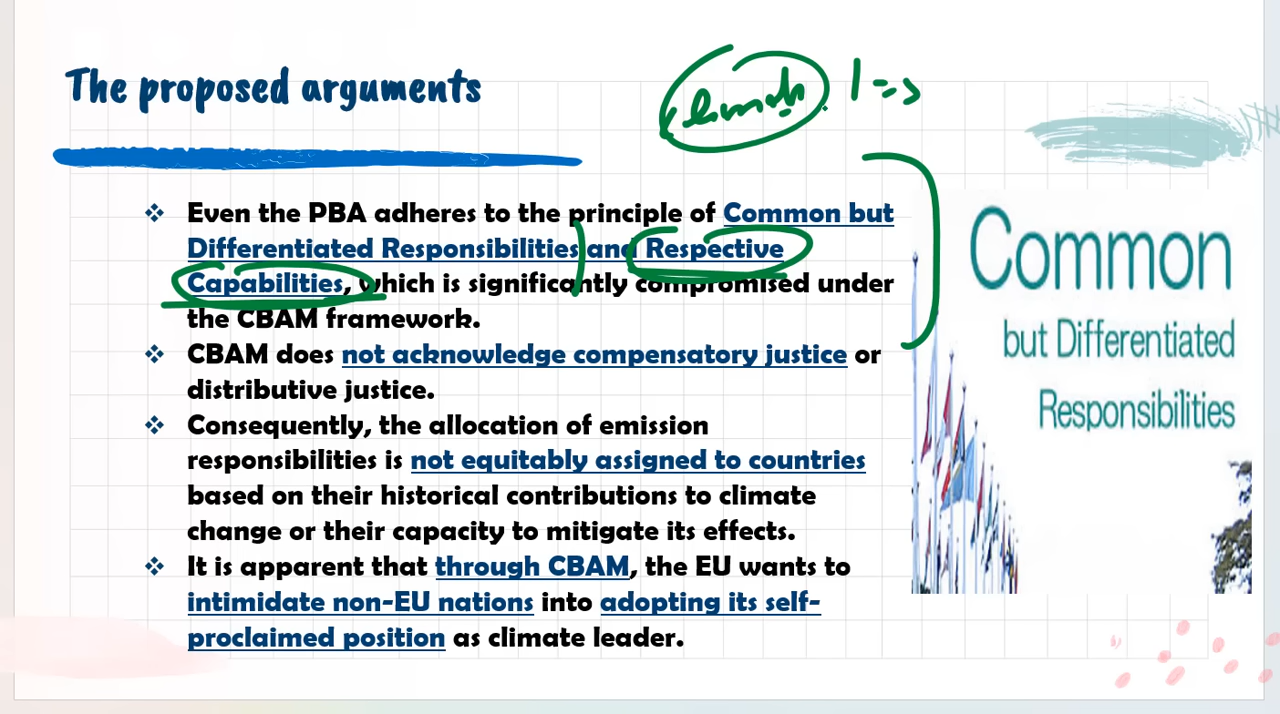 The proposed arguments
❖ Even the PBA adheres to the principle of Common but
Differentiated Responsibilities and Respective
Capabilities, which is significantly compromised under
the CBAM framework.
❖ CBAM does not acknowledge compensatory justice or
distributive justice.
❖ Consequently, the allocation of emission
responsibilities is not equitably assigned to countries
based on their historical contributions to climate
change or their capacity to mitigate its effects.
❖ It is apparent that through CBAM, the EU wants to
intimidate non-EU nations into adopting its self-
proclaimed position as climate leader.
Common
but Differentiated
Responsibilities